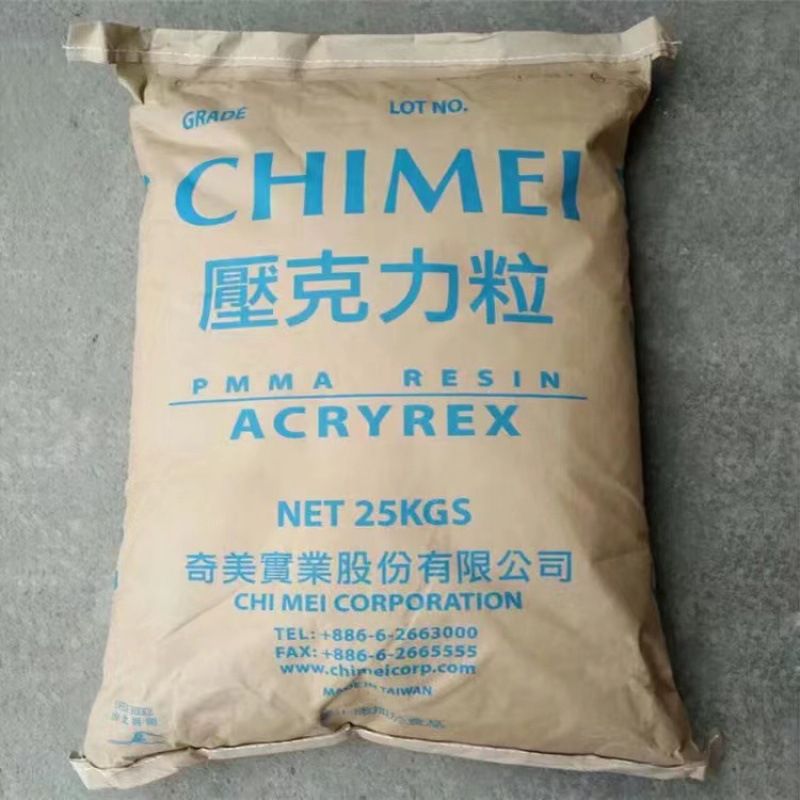 GRADE
LOT NO.
CHIMEI
壓克力粒
PMMA RESIN
ACRYREX
NET 25KGS
奇美實業股份有限公司
CHI MEI CORPORATION
TEL: +886-6-2663000
FAX: +886-6-2665555
www.chimeicorp.com
MADE IN TAIWAN